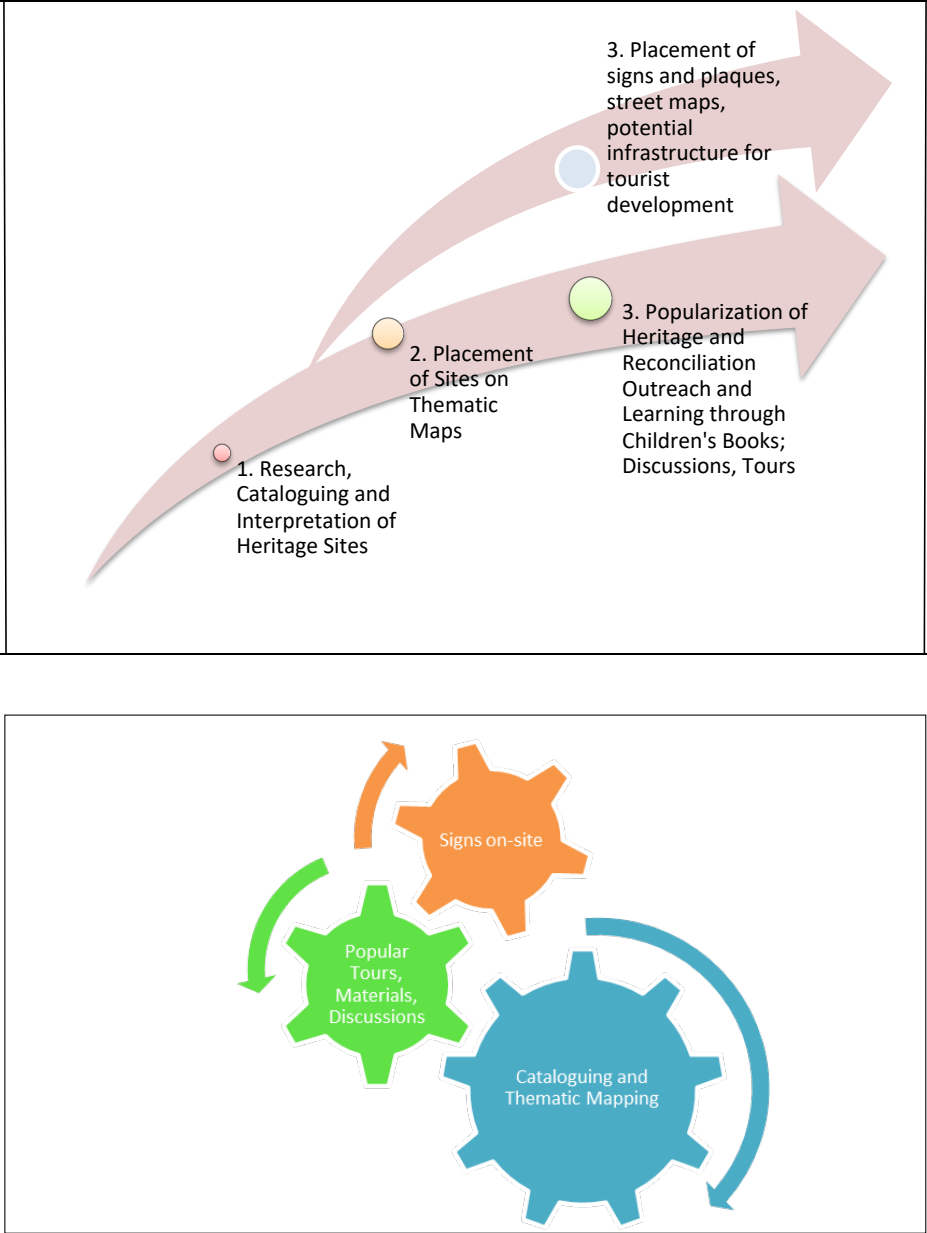 3. Placement of
signs and plaques,
street maps,
potential
infrastructure for
tourist
development
3. Popularization of
Heritage and
Reconciliation
Outreach and
Learning through
Children's Books;
Discussions, Tours
2. Placement
of Sites on
Thematic
Maps
1. Research,
Cataloguing and
Interpretation of
Heritage Sites
Signs on-site
Popular
Tours,
Materials,
Discussions
Cataloguing and
Thematic Mapping